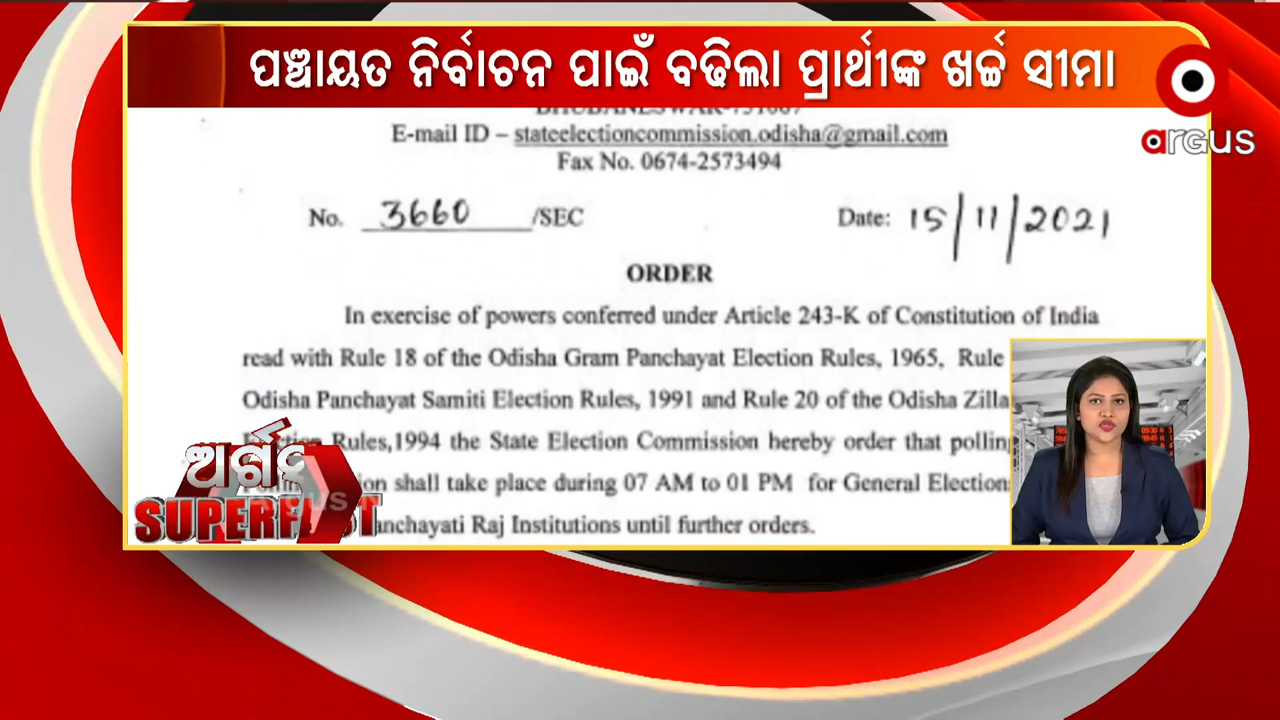 ପଞ୍ଚାୟତ ନିର୍ବାଚନ ପାଇଁ ବଢିଲା ପ୍ରାର୍ଥୀଙ୍କ ଖର୍ଚ୍ଚ ସୀମା
argus
E-mail ID – stateelectioncommission.odisha@gmail.com
Fax No. 0674-2573494
No. 3660 /SEC Date: 15/11/2021
ORDER
In exercise of powers conferred under Article 243-K of Constitution of India
read with Rule 18 of the Odisha Gram Panchayat Election Rules, 1965, Rule
Odisha Panchayat Samiti Election Rules, 1991 and Rule 20 of the Odisha Zilla
Rules,1994 the State Election Commission hereby order that polling
shall take place during 07 AM to 01 PM for General Elections
Raj Institutions until further orders.
ଅର୍ଗସ
SUPERFAST